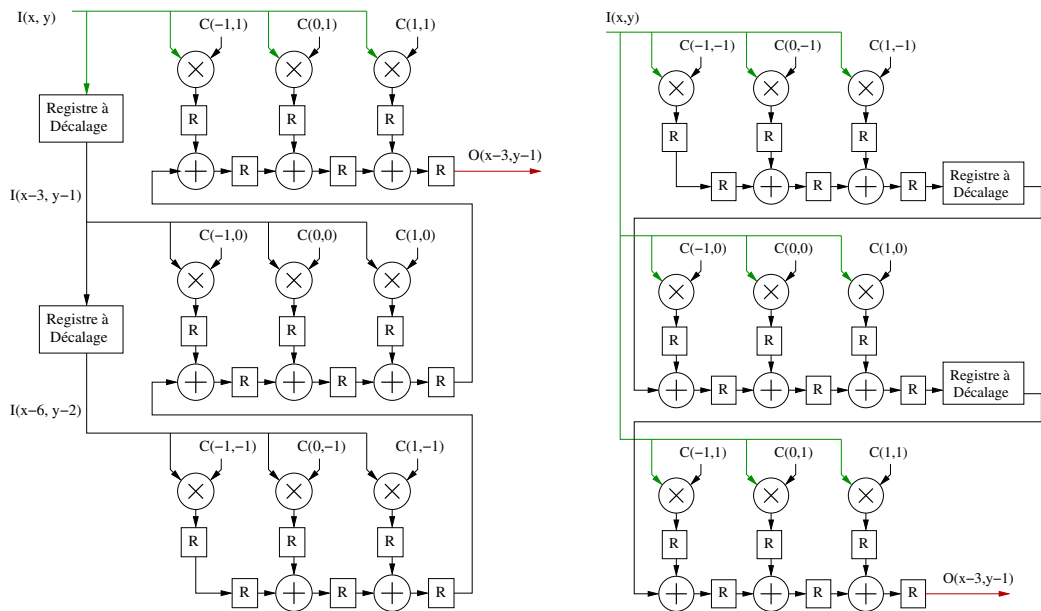 I(x, y)
C(−1,1)
C(0,1)
C(1,1)
Registre à
Décalage
R
R
R
R
R
R
O(x−3,y−1)
I(x−3, y−1)
C(−1,0)
C(0,0)
C(1,0)
Registre à
Décalage
R
R
R
R
R
R
I(x−6, y−2)
C(−1,−1)
C(0,−1)
C(1,−1)
R
R
R
R
R
R
I(x,y)
C(−1,−1)
C(0,−1)
C(1,−1)
R
R
R
R
R
R
Registre à
Décalage
C(−1,0)
C(0,0)
C(1,0)
R
R
R
R
R
R
Registre à
Décalage
C(−1,1)
C(0,1)
C(1,1)
R
R
R
R
R
R
O(x−3,y−1)